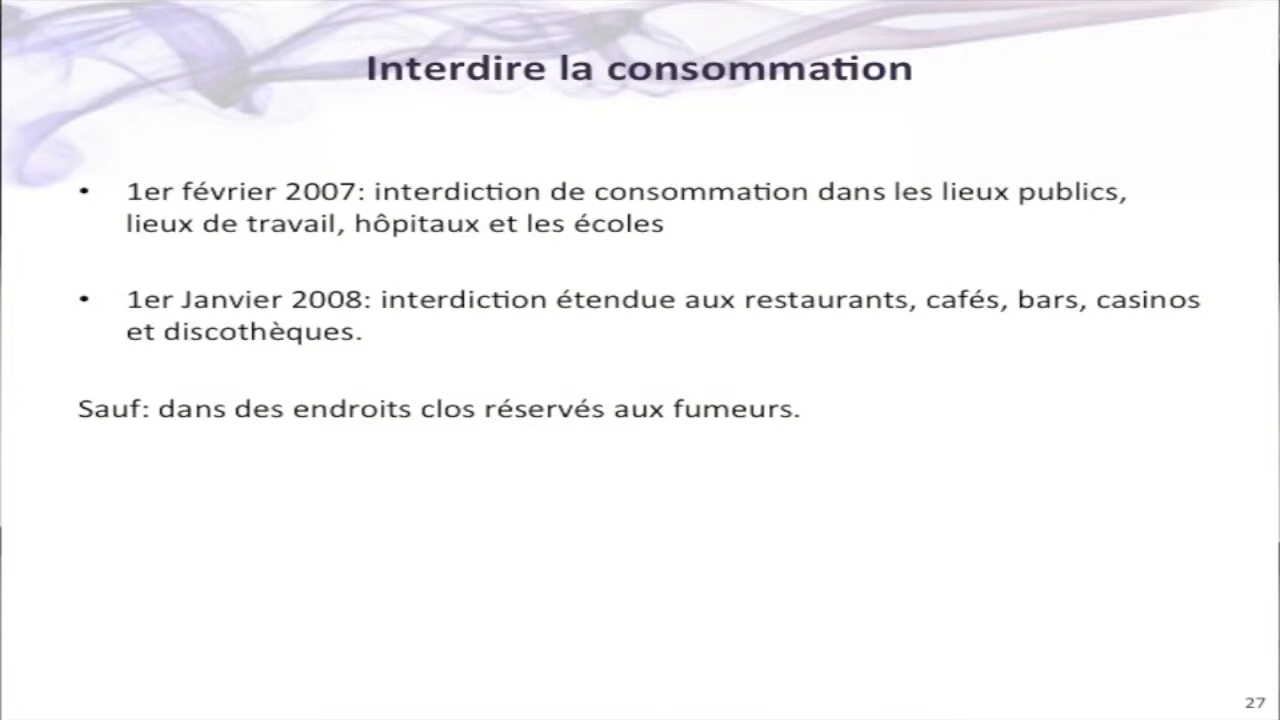 Interdire la consommation
• 1er février 2007: interdiction de consommation dans les lieux publics,
lieux de travail, hôpitaux et les écoles
• 1er Janvier 2008: interdiction étendue aux restaurants, cafés, bars, casinos
et discothèques.
Sauf: dans des endroits clos réservés aux fumeurs.
27